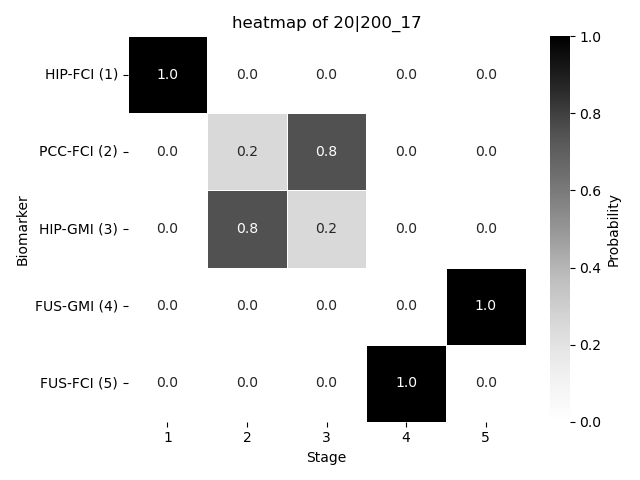 heatmap of 20|200_17
HIP-FCI (1) 1.0 0.0 0.0 0.0 0.0
PCC-FCI (2) 0.0 0.2 0.8 0.0 0.0
HIP-GMI (3) 0.0 0.8 0.2 0.0 0.0
FUS-GMI (4) 0.0 0.0 0.0 0.0 1.0
FUS-FCI (5) 0.0 0.0 0.0 1.0 0.0
1 2 3 4 5
Stage
Biomarker
1.0
0.8
0.6
0.4
0.2
0.0
Probability